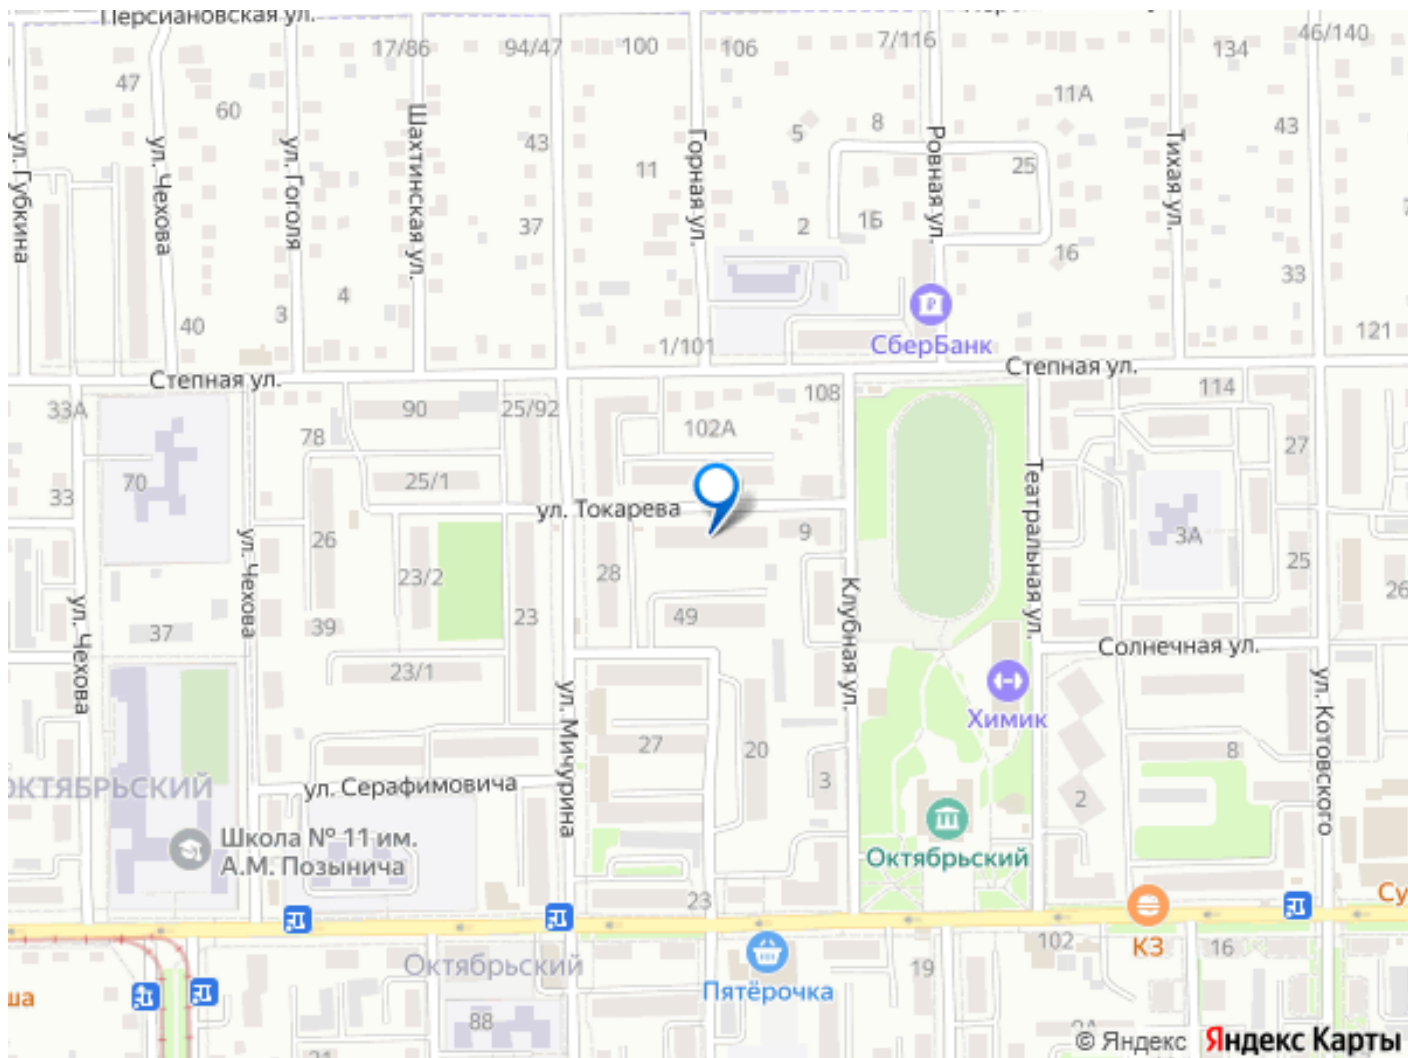 Персиановская ул.
17/86
94/47
100
106
7/116
134
46/140
47
60
43
11
5
8
11А
25
43
ул. Губкина
ул. Чехова
ул. Гоголя
Шахтинская ул.
Горная ул.
Ровная ул.
Тихая ул.
37
2
1Б
16
33
40
3
4
1/101
СберБанк
121
Степная ул.
Степная ул.
33А
90
25/92
108
114
78
102А
27
70
33
25/1
ул. Токарева
9
3А
26
23/2
28
25
26
ул. Чехова
ул. Чехова
Театральная ул.
Клубная ул.
37
39
23
49
23/1
Солнечная ул.
Химик
ул. Мичурина
ул. Котовского
27
20
3
8
2
ОКТЯБРЬСКИЙ
ул. Серафимовича
Школа № 11 им.
А.М. Позынича
Октябрьский
23
КЗ
Су
102
16
Октябрьский
Пятёрочка
19
ша
88
© Яндекс Яндекс Карты